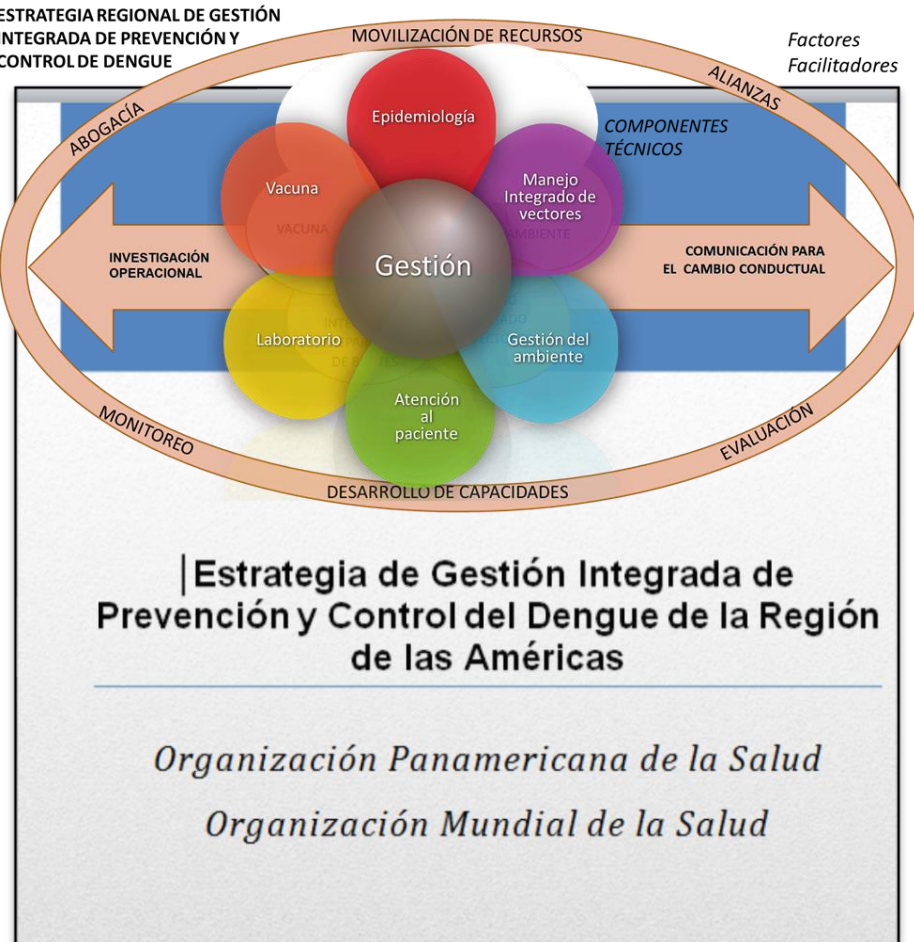 ESTRATEGIA REGIONAL DE GESTIÓN
INTEGRADA DE PREVENCIÓN Y
CONTROL DE DENGUE
MOVILIZACIÓN DE RECURSOS
Factores
Facilitadores
ALIANZAS
ABOGACÍA
Epidemiología
COMPONENTES
TÉCNICOS
Vacuna
Manejo
Integrado de
vectores
VACUNA
AMBIENTE
INVESTIGACIÓN
OPERACIONAL
Gestión
COMUNICACIÓN PARA
EL CAMBIO CONDUCTUAL
Laboratorio
Gestión del
ambiente
Atención
al
paciente
MONITOREO
EVALUACIÓN
DESARROLLO DE CAPACIDADES
Estrategia de Gestión Integrada de
Prevención y Control del Dengue de la Región
de las Américas
Organización Panamericana de la Salud
Organización Mundial de la Salud